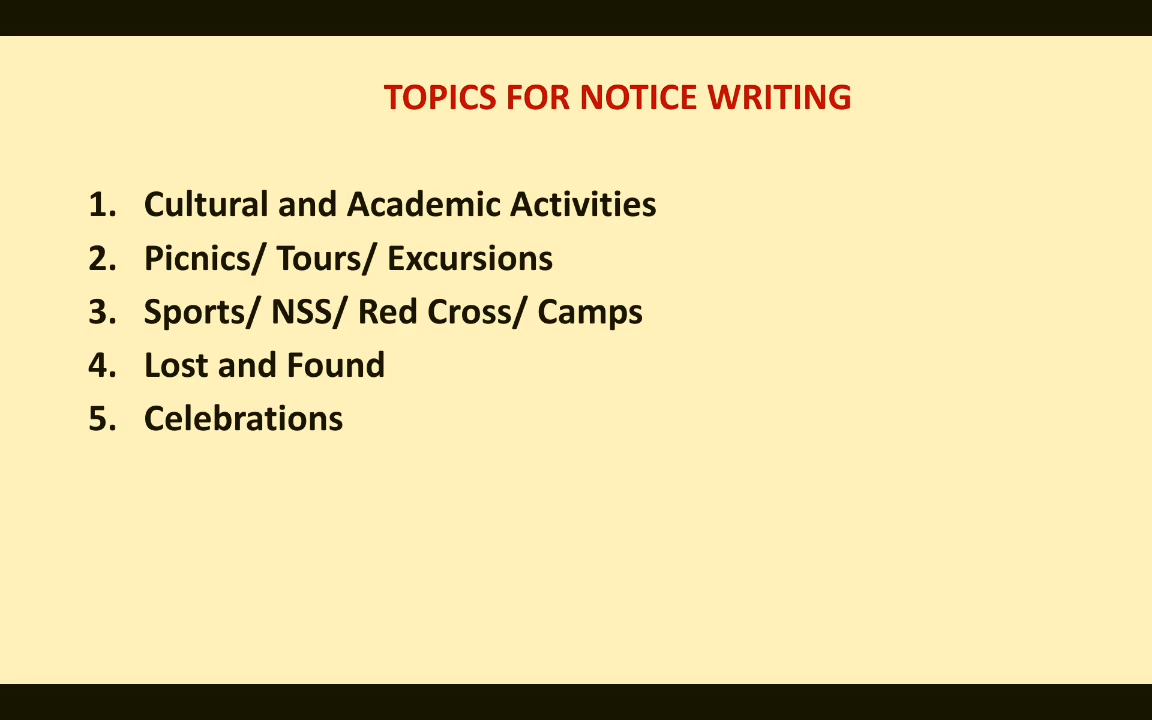 TOPICS FOR NOTICE WRITING
1. Cultural and Academic Activities
2. Picnics/ Tours/ Excursions
3. Sports/ NSS/ Red Cross/ Camps
4. Lost and Found
5. Celebrations